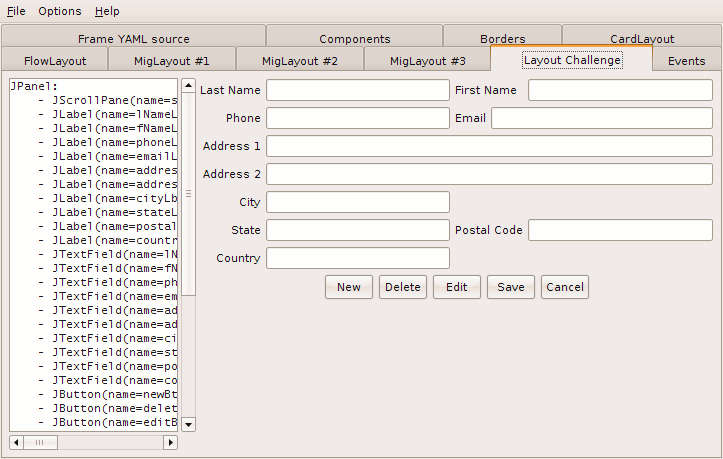 File Options Help
Frame YAML source Components Borders CardLayout
FlowLayout MigLayout #1 MigLayout #2 MigLayout #3 Layout Challenge Events
JPanel:
- JScrollPane(name=s
- JLabel(name=lNameL
- JLabel(name=fNameL
- JLabel(name=phoneL
- JLabel(name=emailL
- JLabel(name=addres
- JLabel(name=addres
- JLabel(name=cityLb
- JLabel(name=stateL
- JLabel(name=postal
- JLabel(name=countr
- JTextField(name=lN
- JTextField(name=fN
- JTextField(name=ph
- JTextField(name=em
- JTextField(name=ad
- JTextField(name=ad
- JTextField(name=ci
- JTextField(name=st
- JTextField(name=po
- JTextField(name=co
- JButton(name=newBt
- JButton(name=delet
- JButton(name=editB
Last Name First Name
Phone Email
Address 1
Address 2
City
State Postal Code
Country
New Delete Edit Save Cancel